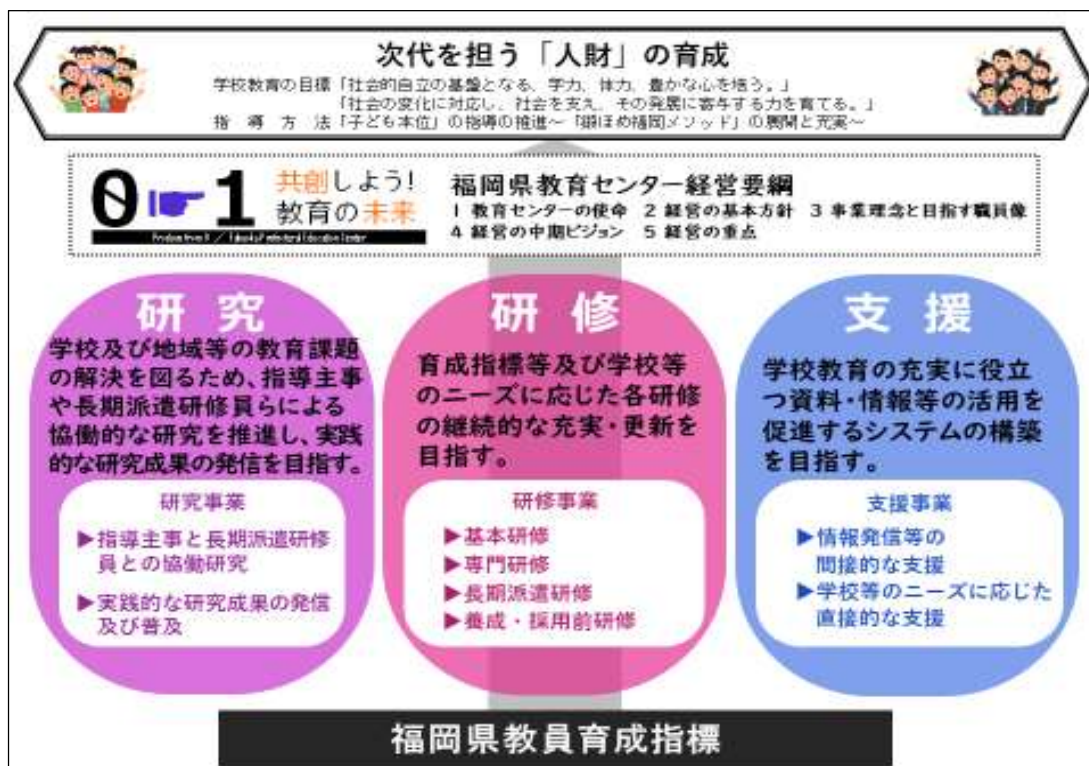 次代を担う「人財」の育成
学校教育の目標「社会的自立の基盤となる、学力、体力、豊かな心を培う。」
「社会の変化に対応し、社会を支え、その発展に寄与する力を育てる。」
指 導 方 法「子ども本位」の指導の推進～「鍛ほめ福岡メソッド」の展開と充実～
0 1
共創しよう!
教育の未来
福岡県教育センター経営要綱
1 教育センターの使命 2 経営の基本方針 3 事業理念と目指す職員像
4 経営の中期ビジョン 5 経営の重点
研 究
学校及び地域等の教育課題
の解決を図るため、指導主事
や長期派遣研修員らによる
協働的な研究を推進し、実践
的な研究成果の発信を目指す。
研究事業
▶指導主事と長期派遣研修
員との協働研究
▶実践的な研究成果の発信
及び普及
研 修
育成指標等及び学校等
のニーズに応じた各研修
の継続的な充実・更新を
目指す。
研修事業
▶基本研修
▶専門研修
▶長期派遣研修
▶養成・採用前研修
支 援
学校教育の充実に役立
つ資料・情報等の活用を
促進するシステムの構築
を目指す。
支援事業
▶情報発信等の
間接的な支援
▶学校等のニーズに応じた
直接的な支援
福岡県教員育成指標